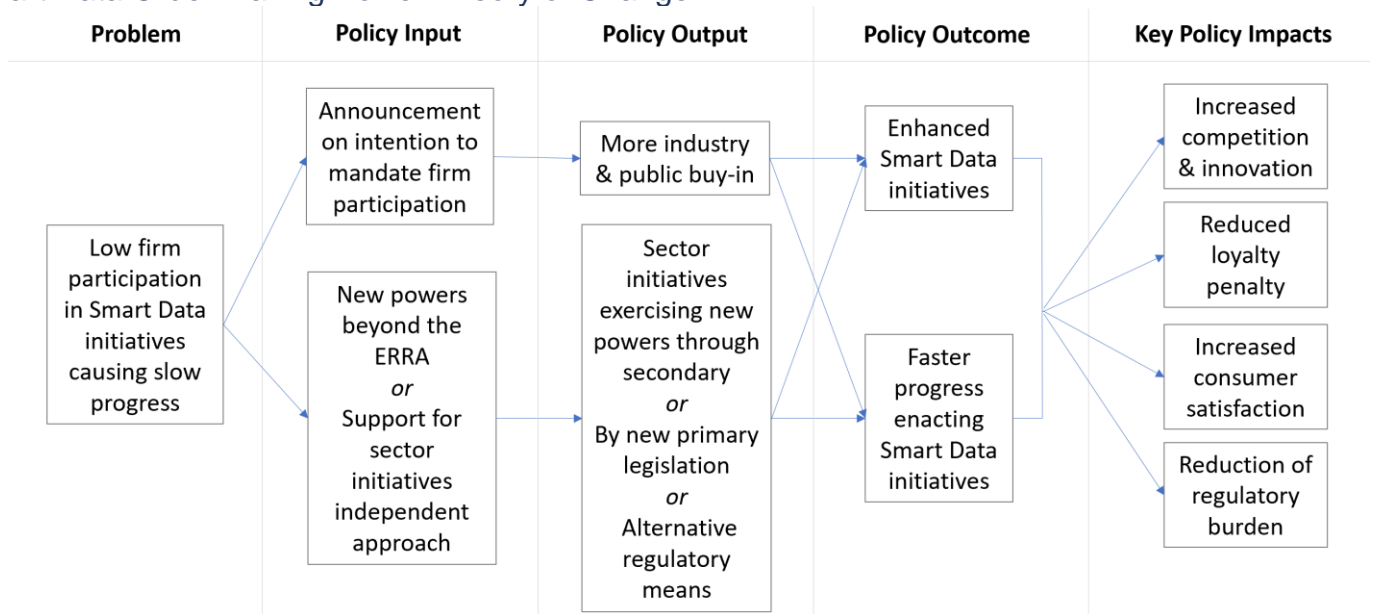 Problem
Policy Input
Policy Output
Policy Outcome
Key Policy Impacts
Low firm
participation
in Smart Data
initiatives
causing slow
progress
Announcement
on intention to
mandate firm
participation
New powers
beyond the
ERRA
or
Support for
sector
initiatives
independent
approach
More industry
& public buy-in
Sector
initiatives
exercising new
powers through
secondary
or
By new primary
legislation
or
Alternative
regulatory
means
Enhanced
Smart Data
initiatives
Faster
progress
enacting
Smart Data
initiatives
Increased
competition
& innovation
Reduced
loyalty
penalty
Increased
consumer
satisfaction
Reduction of
regulatory
burden